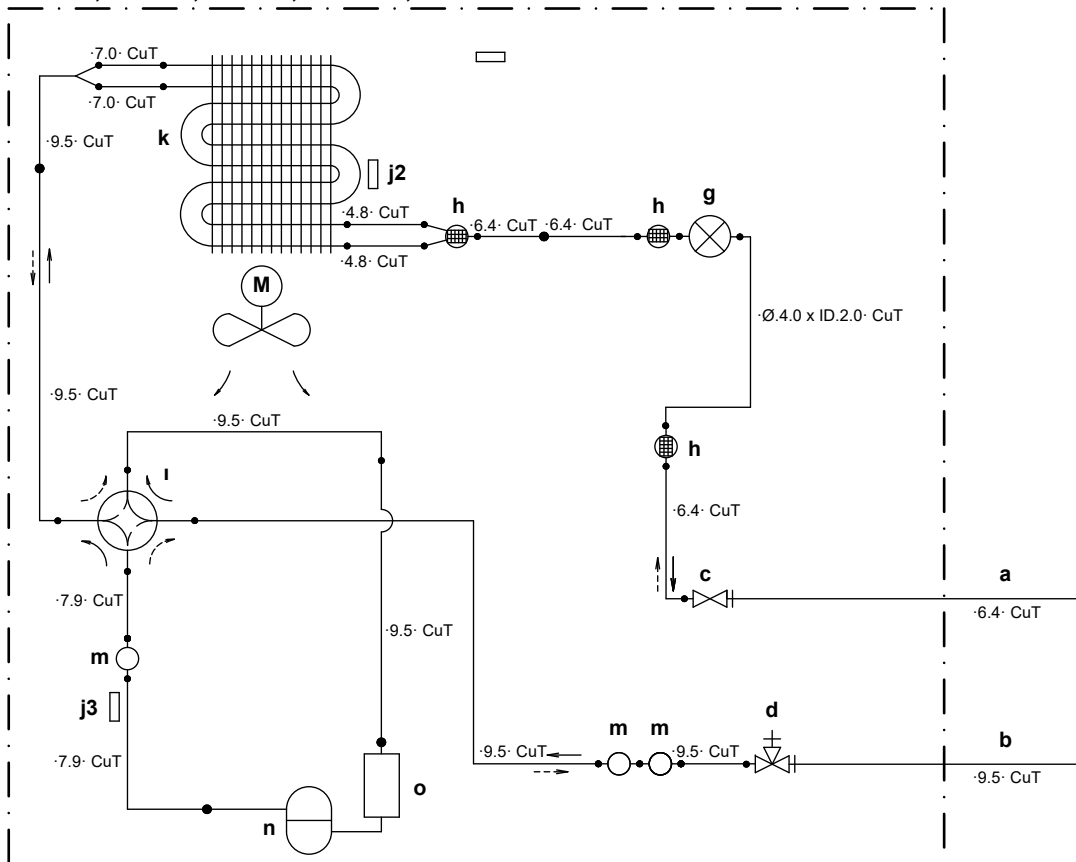 ·7.0· CuT
·7.0· CuT
k
·9.5· CuT
j2
h
h
g
·4.8· CuT
·6.4· CuT
·6.4· CuT
·4.8· CuT
M
·Ø.4.0 x ID.2.0· CuT
·9.5· CuT
·9.5· CuT
h
·6.4· CuT
c
a
·7.9· CuT
·6.4· CuT
·9.5· CuT
m
j3
m
m
d
b
·9.5· CuT
·9.5· CuT
·7.9· CuT
·9.5· CuT
o
n